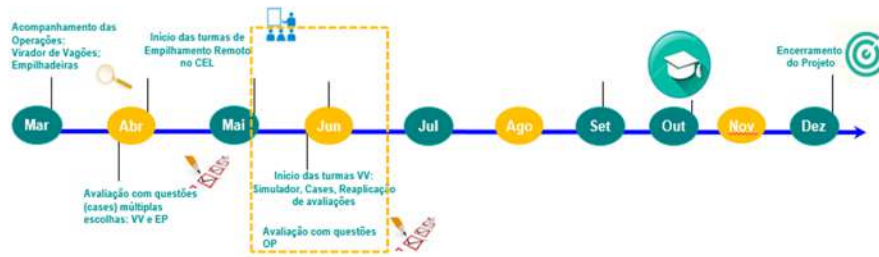 Acompanhamento das
Operações:
Virador de Vagões;
Empilhadeiras
Início das turmas de
Empilhamento Remoto
no CEL
Encerramento
do Projeto
Mar
Abr
Mai
Jun
Jul
Ago
Set
Out
Nov
Dez
Avaliação com questões
(cases) múltiplas
escolhas: VV e EP
Início das turmas VV:
Simulador, Cases, Reaplicação
de avaliações
Avaliação com questões
OP